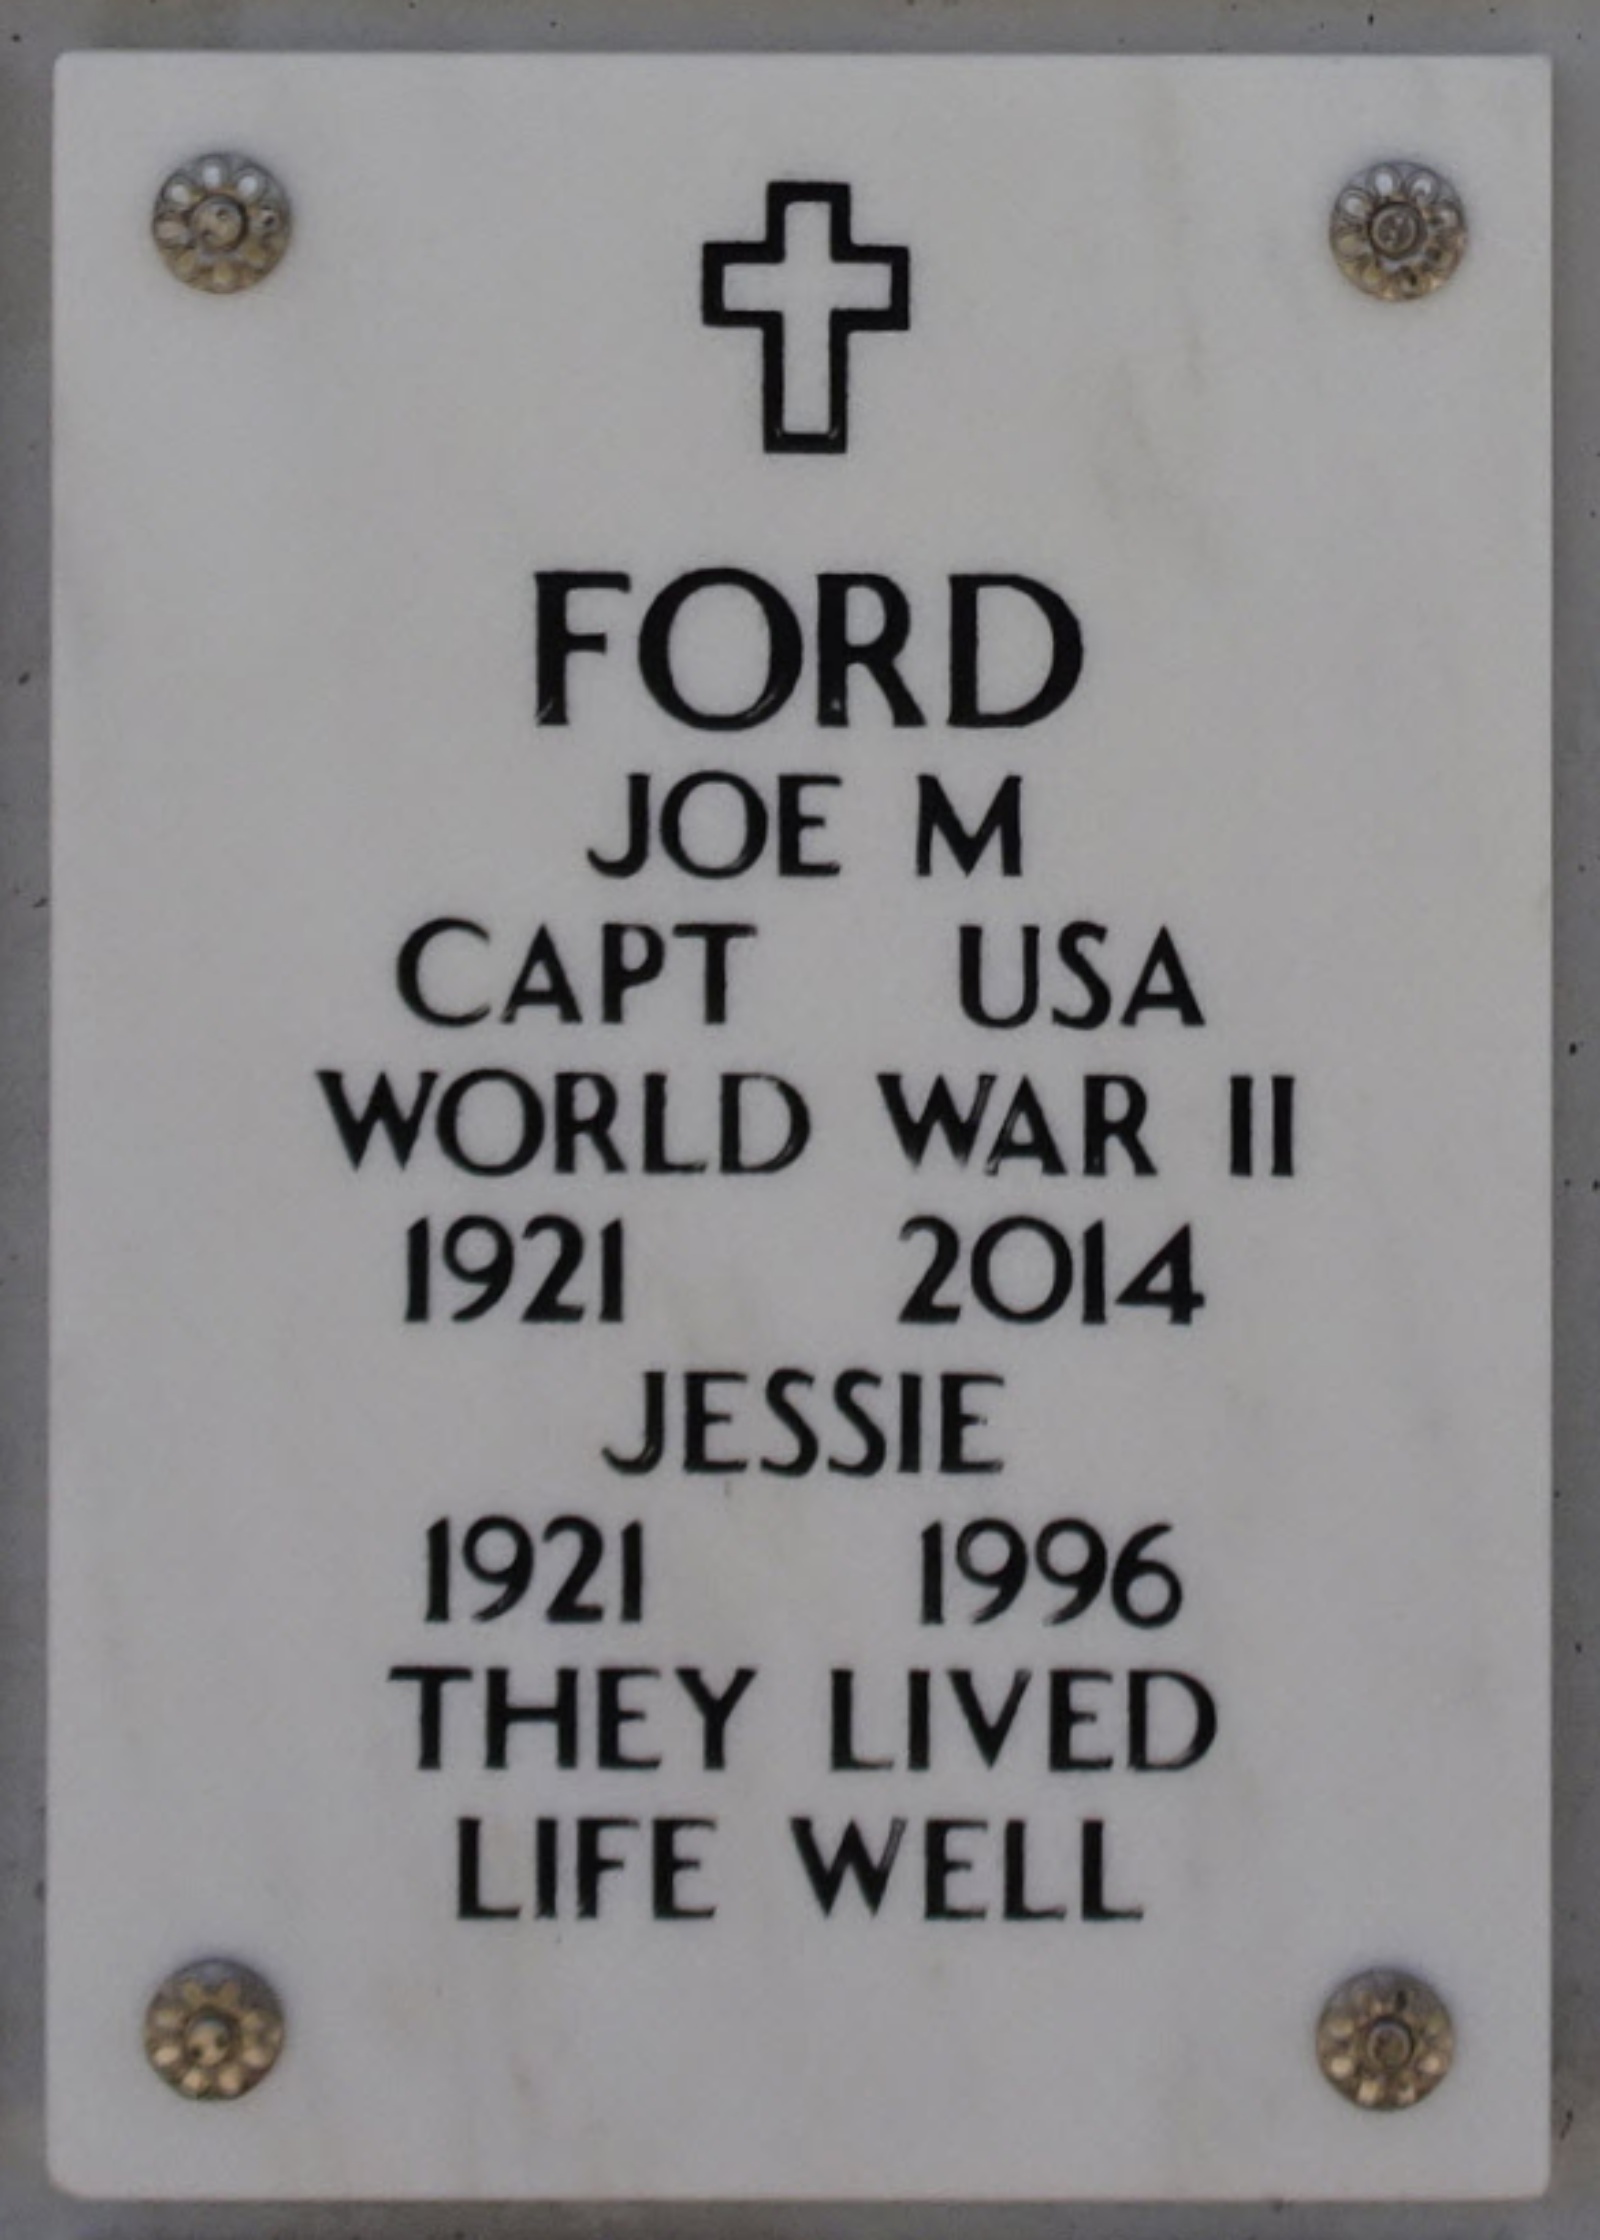 FORD
JOE M
CAPT USA
WORLD WAR II
1921 2014
JESSIE
1921 1996
THEY LIVED
LIFE WELL